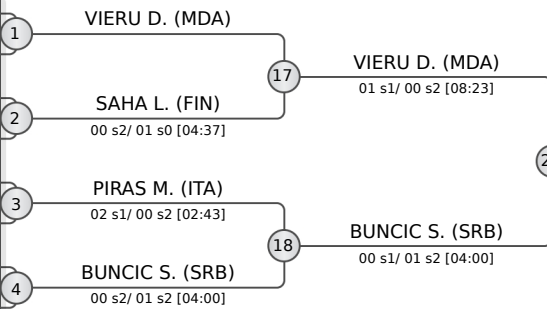 VIERU D. (MDA)
1
17
VIERU D. (MDA)
01 s1/ 00 s2 [08:23]
SAHA L. (FIN)
2
00 s2/ 01 s0 [04:37]
PIRAS M. (ITA)
3
02 s1/ 00 s2 [02:43]
18
BUNCIC S. (SRB)
00 s1/ 01 s2 [04:00]
BUNCIC S. (SRB)
4
00 s2/ 01 s2 [04:00]